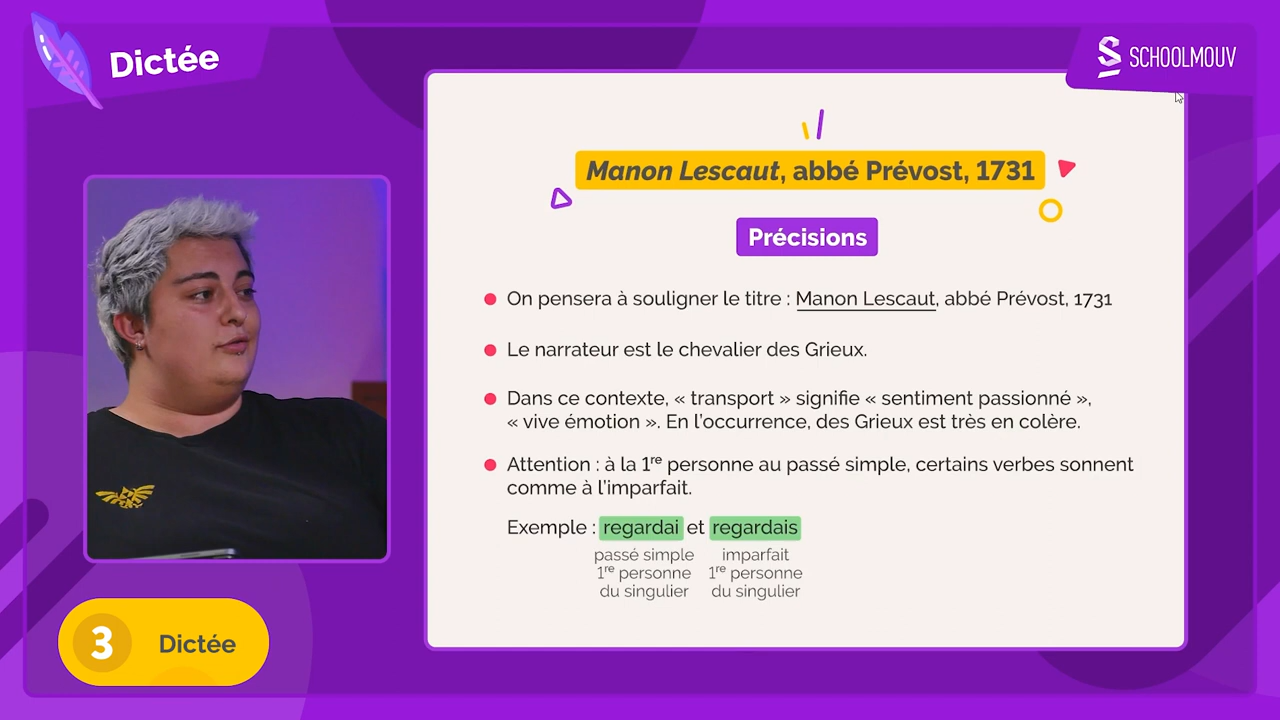 Dictée
SCHOOLMOUV
Manon Lescaut, abbé Prévost, 1731
Précisions
On pensera à souligner le titre : Manon Lescaut, abbé Prévost, 1731
Le narrateur est le chevalier des Grieux.
Dans ce contexte, « transport » signifie « sentiment passionné »,
« vive émotion ». En l’occurrence, des Grieux est très en colère.
Attention : à la 1re personne au passé simple, certains verbes sonnent
comme à l’imparfait.
Exemple : regardai et regardais
passé simple imparfait
1re personne 1re personne
du singulier du singulier
3 Dictée